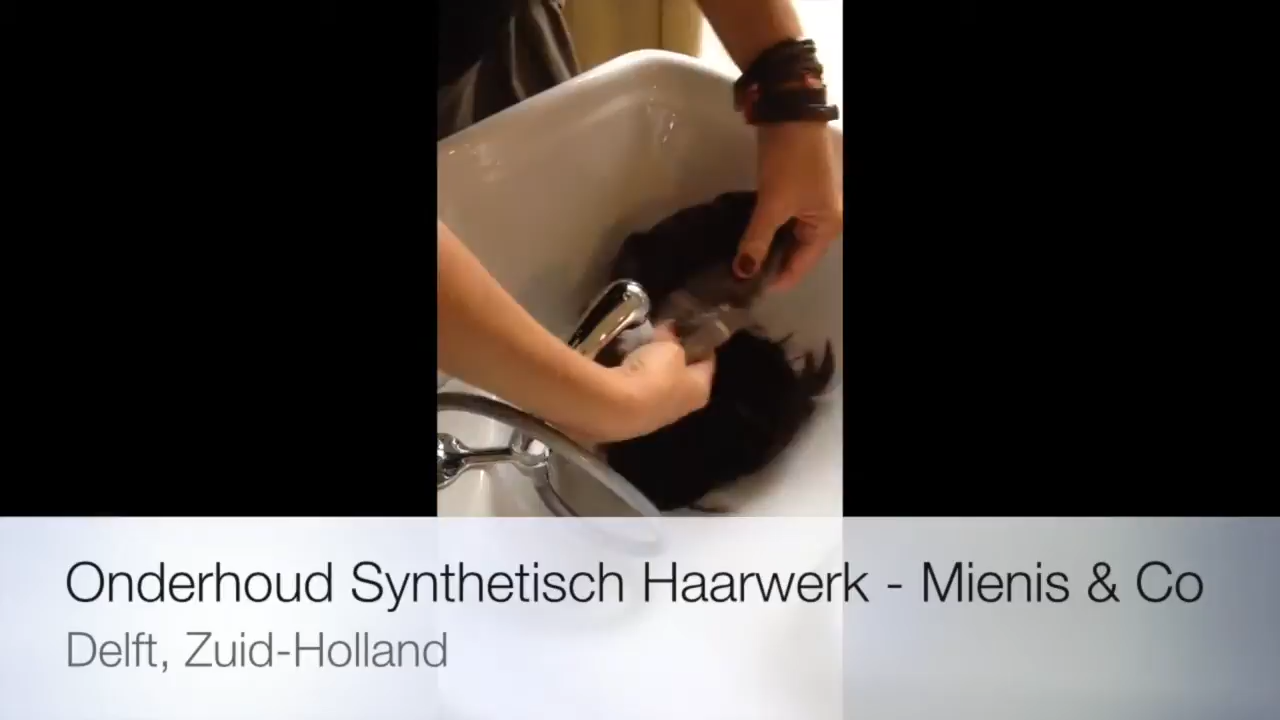 Onderhoud Synthetisch Haarwerk - Mienis & Co
Delft, Zuid-Holland